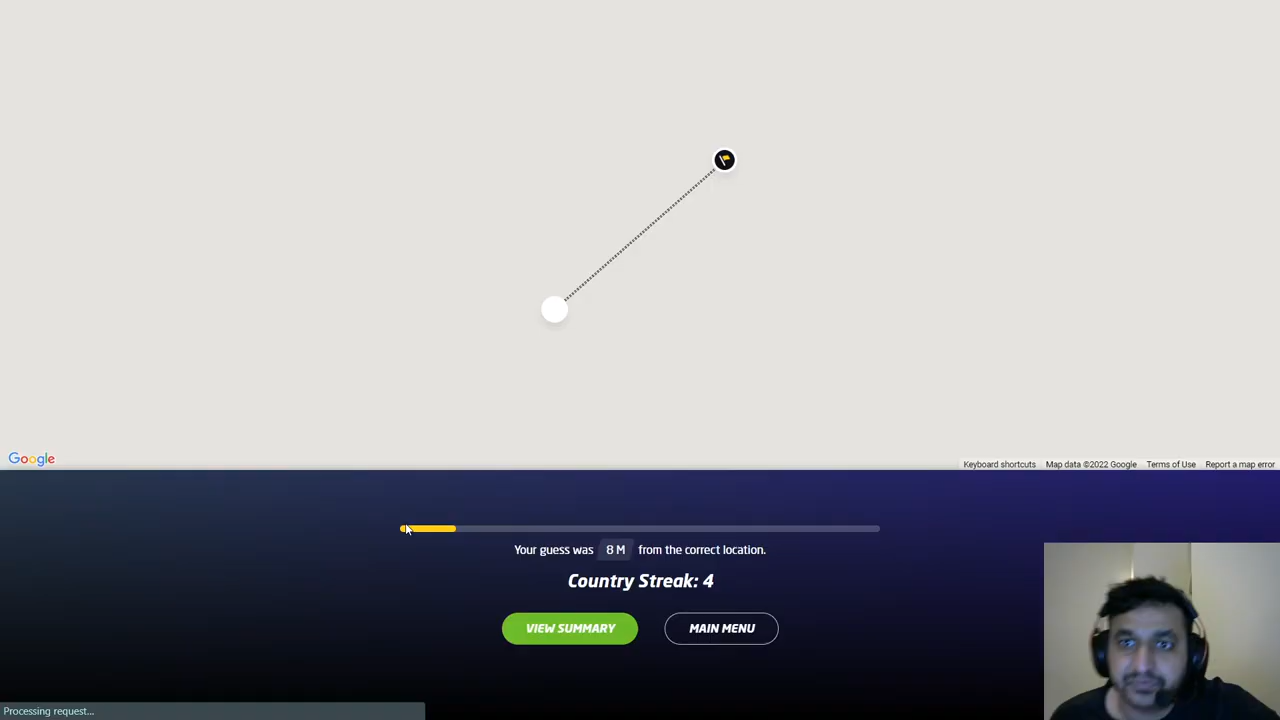 Google
Keyboard shortcuts Map data ©2022 Google Terms of Use Report a map error
Your guess was 8 M from the correct location.
Country Streak: 4
VIEW SUMMARY MAIN MENU
Processing request...